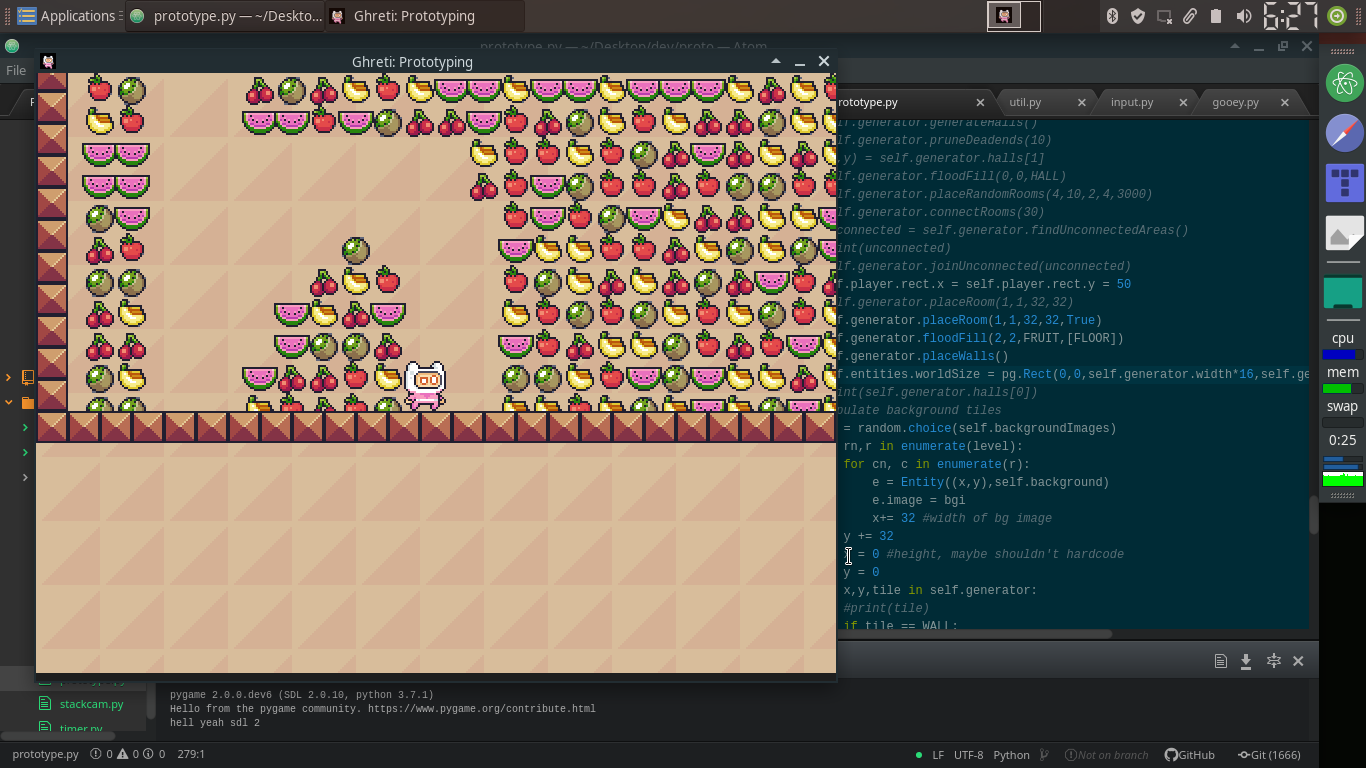 Applications
prototype.py — ~/Deskto...
Ghreti: Prototyping
6:27
prototype.py — ~/Desktop/dev/proto — Atom
File
Ghreti: Prototyping
rototype.py
util.py
input.py
gooey.py
lf.generator.generateHalls()
lf.generator.pruneDeadends(10)
y) = self.generator.halls[1]
lf.generator.floodFill(0,0,HALL)
lf.generator.placeRandomRooms(4,10,2,4,3000)
lf.generator.connectRooms(30)
connected = self.generator.findUnconnectedAreas()
int(unconnected)
lf.generator.joinUnconnected(unconnected)
f.player.rect.x = self.player.rect.y = 50
lf.generator.placeRoom(1,1,32,32)
f.generator.placeRoom(1,1,32,32,True)
f.generator.floodFill(2,2,FRUIT,[FLOOR])
f.generator.placeWalls()
f.entities.worldSize = pg.Rect(0,0,self.generator.width*16,self.ge
int(self.generator.halls[0])
ulate background tiles
= random.choice(self.backgroundImages)
rn,r in enumerate(level):
for cn, c in enumerate(r):
e = Entity((x,y),self.background)
e.image = bgi
x+= 32 #width of bg image
y += 32
= 0 #height, maybe shouldn't hardcode
y = 0
x,y,tile in self.generator:
#print(tile)
if tile == WALL:
cpu
mem
swap
0:25
stackcam.py
timer.py
pygame 2.0.0.dev6 (SDL 2.0.10, python 3.7.1)
Hello from the pygame community. https://www.pygame.org/contribute.html
hell yeah sdl 2
prototype.py
0
0
0
279:1
LF
UTF-8
Python
Not on branch
GitHub
Git (1666)